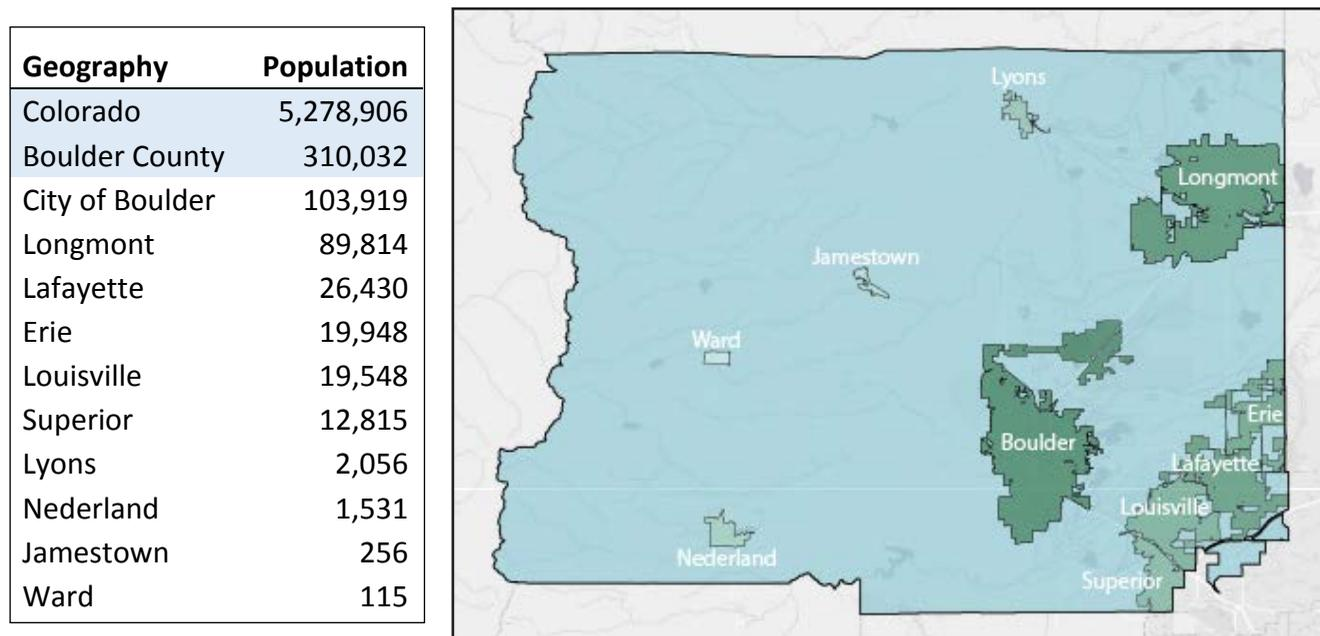 Geography Population
Colorado 5,278,906
Boulder County 310,032
City of Boulder 103,919
Longmont 89,814
Lafayette 26,430
Erie 19,948
Louisville 19,548
Superior 12,815
Lyons 2,056
Nederland 1,531
Jamestown 256
Ward 115
Lyons
Longmont
Jamestown
Ward
Erie
Boulder
Lafayette
Louisville
Nederland
Superior